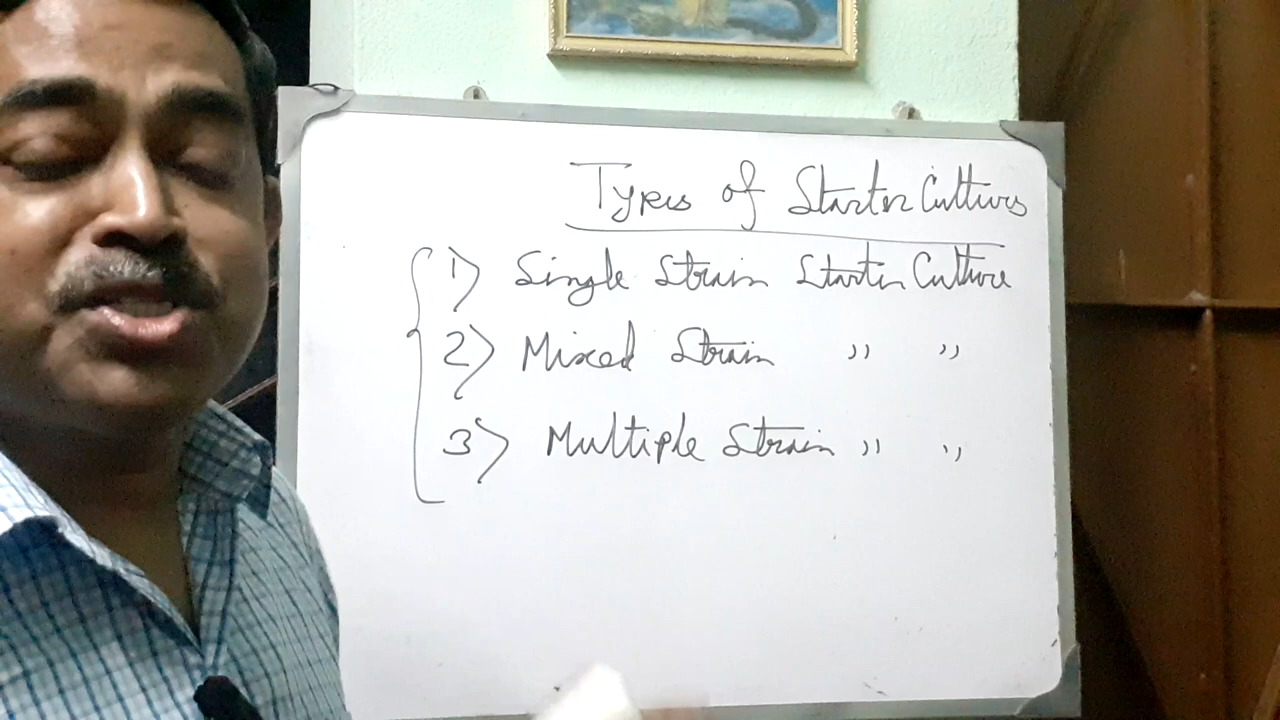 Types of Starter Cultures
1) Single Strain Starter Culture
2) Mixed Strain ,, ,,
3) Multiple Strain ,, ,,